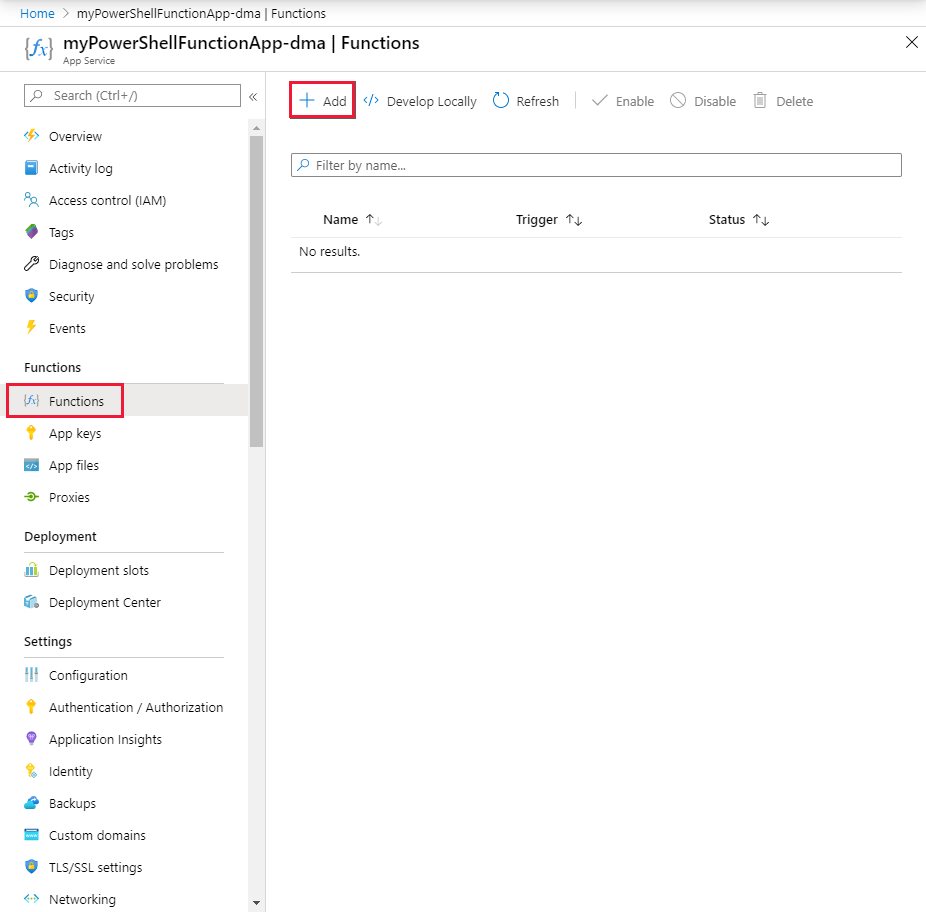 Home > myPowerShellFunctionApp-dma | Functions
myPowerShellFunctionApp-dma | Functions
App Service
Search (Ctrl+/)
«
Overview
Activity log
Access control (IAM)
Tags
Diagnose and solve problems
Security
Events
Functions
Functions
App keys
App files
Proxies
Deployment
Deployment slots
Deployment Center
Settings
Configuration
Authentication / Authorization
Application Insights
Identity
Backups
Custom domains
TLS/SSL settings
Networking
Add Develop Locally Refresh Enable Disable Delete
Filter by name...
Name Trigger Status
No results.